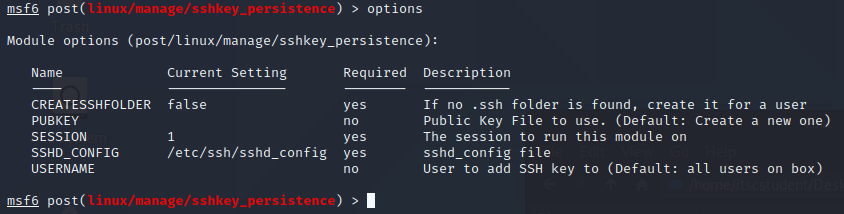 msf6 post(linux/manage/sshkey_persistence) > options
Module options (post/linux/manage/sshkey_persistence):
Name Current Setting Required Description
---- --------------- -------- -----------
CREATESSHFOLDER false yes If no .ssh folder is found, create it for a user
PUBKEY no Public Key File to use. (Default: Create a new one)
SESSION 1 yes The session to run this module on
SSHD_CONFIG /etc/ssh/sshd_config yes sshd_config file
USERNAME no User to add SSH key to (Default: all users on box)
msf6 post(linux/manage/sshkey_persistence) >